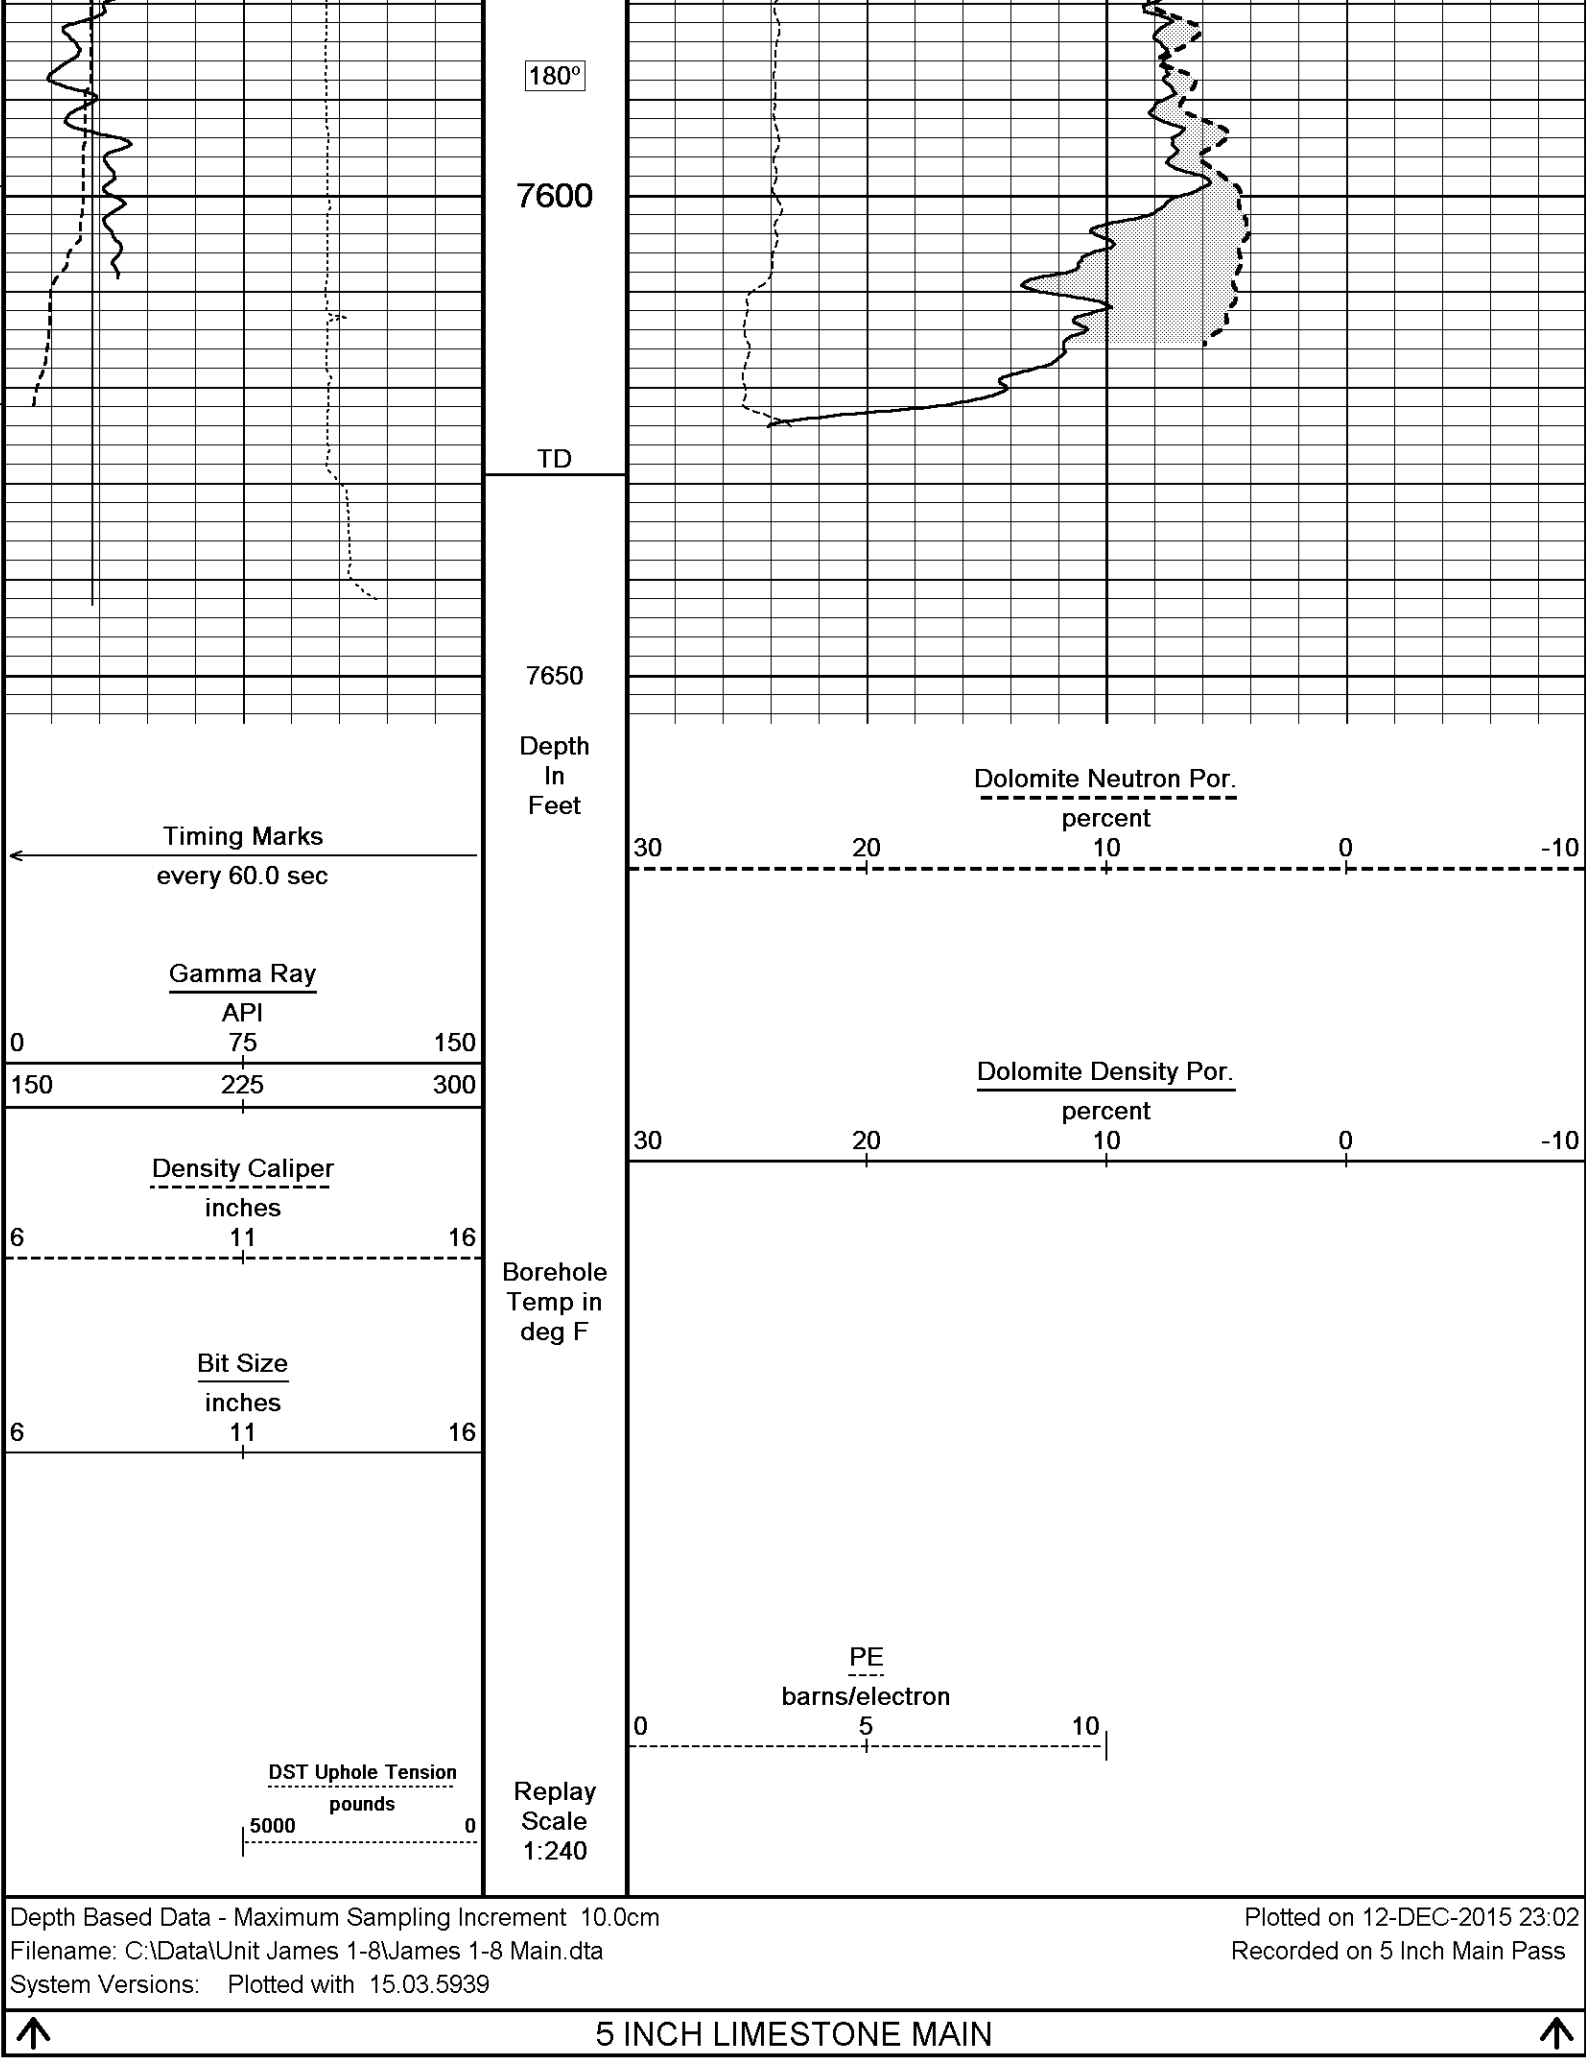 180º
7600
TD
7650
Depth
In
Feet
Dolomite Neutron Por.
percent
30 20 10 0 -10
Timing Marks
every 60.0 sec
Gamma Ray
API
0 75 150
150 225 300
Dolomite Density Por.
percent
30 20 10 0 -10
Density Caliper
inches
6 11 16
Borehole
Temp in
deg F
Bit Size
inches
6 11 16
PE
barns/electron
0 5 10
DST Uphole Tension
pounds
5000 0
Replay
Scale
1:240
Depth Based Data - Maximum Sampling Increment 10.0cm
Plotted on 12-DEC-2015 23:02
Filename: C:\Data\Unit James 1-8\James 1-8 Main.dta
Recorded on 5 Inch Main Pass
System Versions: Plotted with 15.03.5939
5 INCH LIMESTONE MAIN